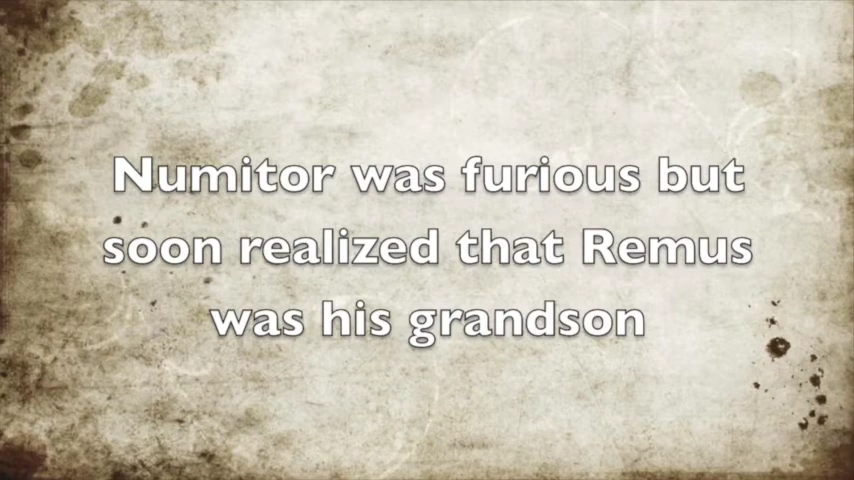 Numitor was furious but
soon realized that Remus
was his grandson